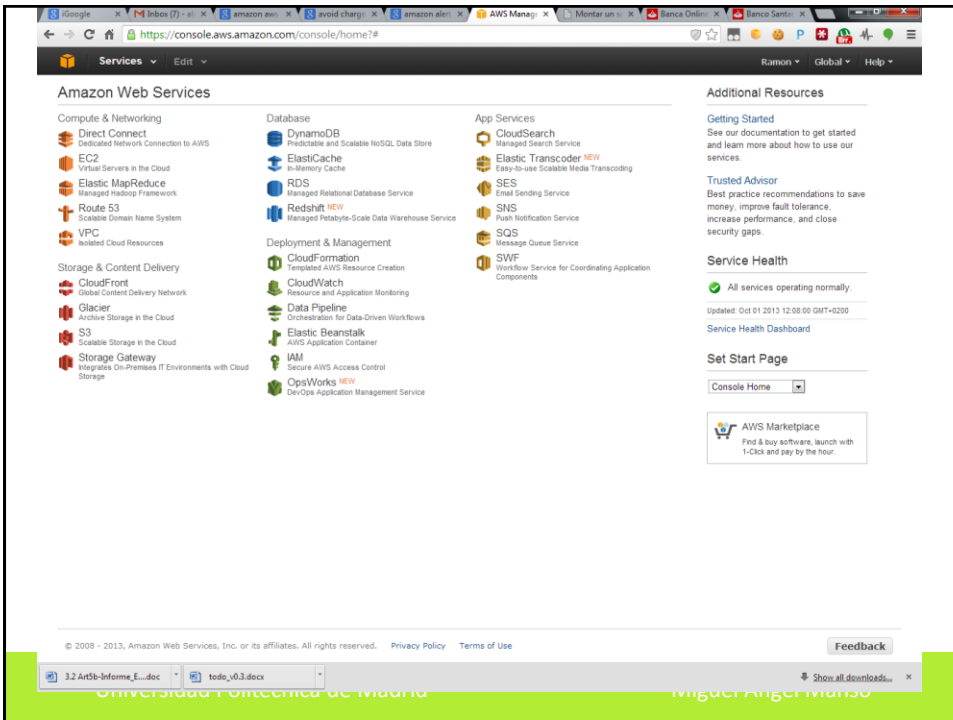 iGoogle
Inbox (7) - al
amazon aws
avoid charge
amazon alert
AWS Manage
Montar un se
Banca Online
Banco Santan
https://console.aws.amazon.com/console/home?#
Services Edit
Ramon Global Help
Amazon Web Services
Compute & Networking
Direct Connect
Dedicated Network Connection to AWS
EC2
Virtual Servers in the Cloud
Elastic MapReduce
Managed Hadoop Framework
Route 53
Scalable Domain Name System
VPC
Isolated Cloud Resources
Storage & Content Delivery
CloudFront
Global Content Delivery Network
Glacier
Archive Storage in the Cloud
S3
Scalable Storage in the Cloud
Storage Gateway
Integrates On-Premises IT Environments with Cloud
Storage
Database
DynamoDB
Predictable and Scalable NoSQL Data Store
ElastiCache
In-Memory Cache
RDS
Managed Relational Database Service
Redshift NEW
Managed Petabyte-Scale Data Warehouse Service
Deployment & Management
CloudFormation
Templated AWS Resource Creation
CloudWatch
Resource and Application Monitoring
Data Pipeline
Orchestration for Data-Driven Workflows
Elastic Beanstalk
AWS Application Container
IAM
Secure AWS Access Control
OpsWorks NEW
DevOps Application Management Service
App Services
CloudSearch
Managed Search Service
Elastic Transcoder NEW
Easy-to-use Scalable Media Transcoding
SES
Email Sending Service
SNS
Push Notification Service
SQS
Message Queue Service
SWF
Workflow Service for Coordinating Application
Components
Additional Resources
Getting Started
See our documentation to get started
and learn more about how to use our
services.
Trusted Advisor
Best practice recommendations to save
money, improve fault tolerance,
increase performance, and close
security gaps.
Service Health
All services operating normally.
Updated: Oct 01 2013 12:08:00 GMT+0200
Service Health Dashboard
Set Start Page
Console Home
AWS Marketplace
Find & buy software, launch with
1-Click and pay by the hour.
© 2008 - 2013, Amazon Web Services, Inc. or its affiliates. All rights reserved. Privacy Policy Terms of Use
Feedback
3.2 Art5b-Informe_E....doc
todo_v0.3.docx
Show all downloads...
Universidad Politécnica de Madrid
Miguel Ángel Manso